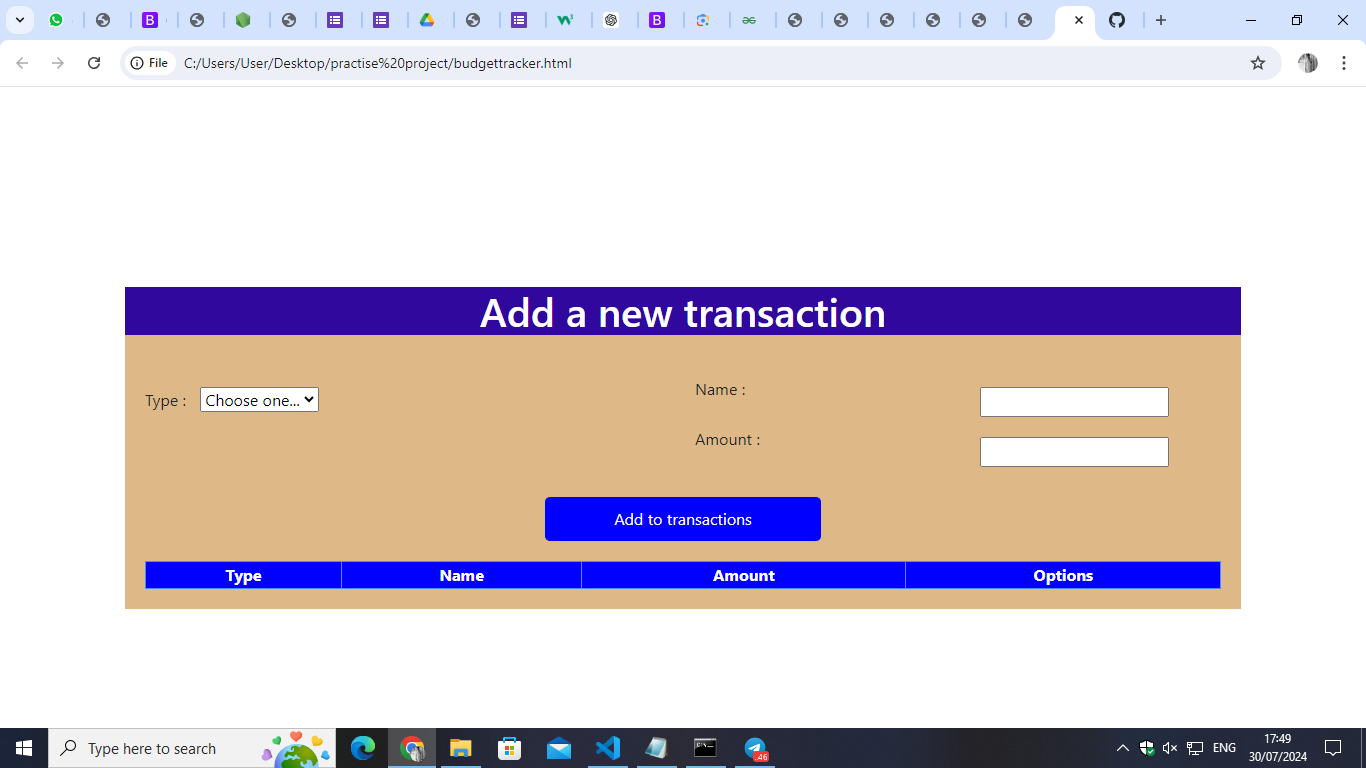 File C:/Users/User/Desktop/practise%20project/budgettracker.html
Add a new transaction
Type : Choose one... Name :
Amount :
Add to transactions
Type Name Amount Options
Type here to search
ENG 17:49
30/07/2024
.46